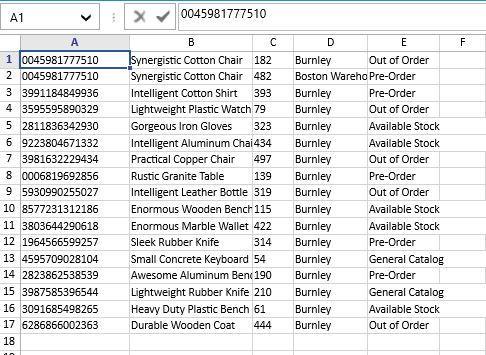 A1 0045981777510
A B C D E F
1 0045981777510 Synergistic Cotton Chair 182 Burnley Out of Order
2 0045981777510 Synergistic Cotton Chair 482 Boston Wareho Pre-Order
3 3991184849936 Intelligent Cotton Shirt 393 Burnley Pre-Order
4 3595595890329 Lightweight Plastic Watch 79 Burnley Out of Order
5 2811836342930 Gorgeous Iron Gloves 323 Burnley Available Stock
6 9223804671332 Intelligent Aluminum Chai 434 Burnley Available Stock
7 3981632229434 Practical Copper Chair 497 Burnley Out of Order
8 0006819692856 Rustic Granite Table 139 Burnley Pre-Order
9 5930990255027 Intelligent Leather Bottle 319 Burnley Out of Order
10 8577231312186 Enormous Wooden Bench 115 Burnley Available Stock
11 3803644290618 Enormous Marble Wallet 422 Burnley Available Stock
12 1964566599257 Sleek Rubber Knife 314 Burnley Pre-Order
13 4595709028104 Small Concrete Keyboard 54 Burnley General Catalog
14 2823862538539 Awesome Aluminum Benc 190 Burnley Pre-Order
15 3987585396544 Lightweight Rubber Knife 210 Burnley General Catalog
16 3091685498265 Heavy Duty Plastic Bench 61 Burnley Available Stock
17 6286866002363 Durable Wooden Coat 444 Burnley Out of Order
18